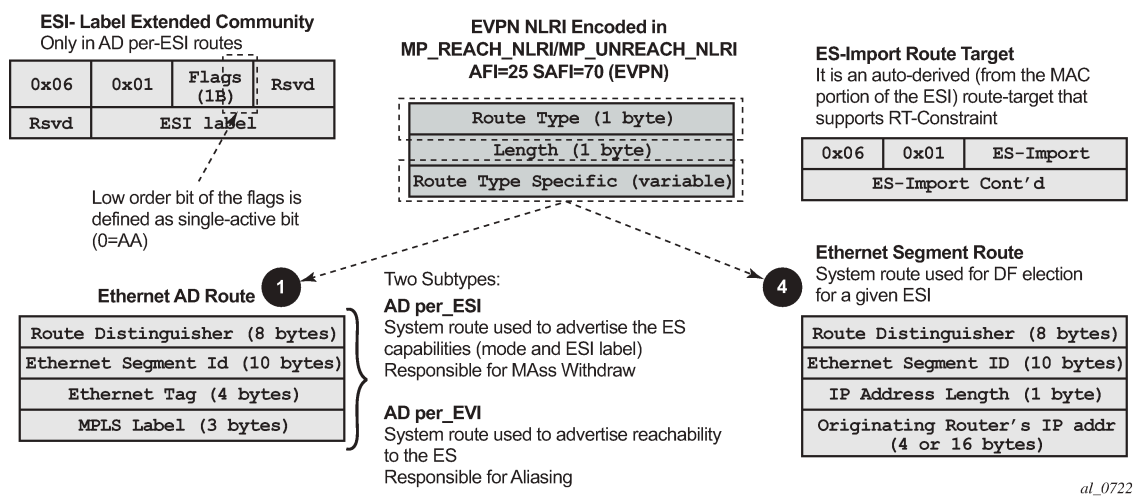 ESI- Label Extended Community
Only in AD per-ESI routes
0x06
0x01
Flags
(1B)
Rsvd
Rsvd
ESI label
Low order bit of the flags is
defined as single-active bit
(0=AA)
EVPN NLRI Encoded in
MP_REACH_NLRI/MP_UNREACH_NLRI
AFI=25 SAFI=70 (EVPN)
Route Type (1 byte)
Length (1 byte)
Route Type Specific (variable)
ES-Import Route Target
It is an auto-derived (from the MAC
portion of the ESI) route-target that
supports RT-Constraint
0x06
0x01
ES-Import
ES-Import Cont'd
1
Ethernet AD Route
Route Distinguisher (8 bytes)
Ethernet Segment Id (10 bytes)
Ethernet Tag (4 bytes)
MPLS Label (3 bytes)
Two Subtypes:
AD per_ESI
System route used to advertise the ES
capabilities (mode and ESI label)
Responsible for MAss Withdraw
AD per_EVI
System route used to advertise reachability
to the ES
Responsible for Aliasing
4
Ethernet Segment Route
System route used for DF election
for a given ESI
Route Distinguisher (8 bytes)
Ethernet Segment ID (10 bytes)
IP Address Length (1 byte)
Originating Router's IP addr
(4 or 16 bytes)
al_0722